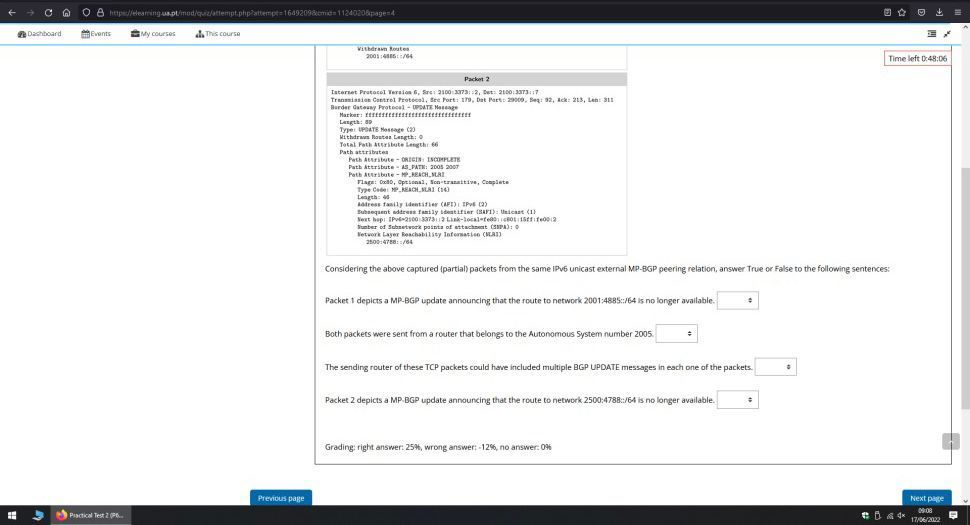 https://elearning.ua.pt/mod/quiz/attempt.php?attempt=1649209&cmid=1124020&page=4
Dashboard Events My courses This course
Time left 0:48:06
Withdrawn Routes
2001:4885::/64
Packet 2
Internet Protocol Version 6, Src: 2100:3373::2, Dst: 2100:3373::7
Transmission Control Protocol, Src Port: 179, Dst Port: 29009, Seq: 92, Ack: 213, Len: 311
Border Gateway Protocol - UPDATE Message
Marker: ffffffffffffffffffffffffffffffff
Length: 89
Type: UPDATE Message (2)
Withdrawn Routes Length: 0
Total Path Attribute Length: 66
Path attributes
Path Attribute - ORIGIN: INCOMPLETE
Path Attribute - AS_PATH: 2005 2007
Path Attribute - MP_REACH_NLRI
Flags: 0x80, Optional, Non-transitive, Complete
Type Code: MP_REACH_NLRI (14)
Length: 46
Address family identifier (AFI): IPv6 (2)
Subsequent address family identifier (SAFI): Unicast (1)
Next hop: IPv6=2100:3373::2 Link-local=fe80::c801:15ff:fe00:2
Number of Subnetwork points of attachment (SNPA): 0
Network Layer Reachability Information (NLRI)
2500:4788::/64
Considering the above captured (partial) packets from the same IPv6 unicast external MP-BGP peering relation, answer True or False to the following sentences:
Packet 1 depicts a MP-BGP update announcing that the route to network 2001:4885::/64 is no longer available.
Both packets were sent from a router that belongs to the Autonomous System number 2005.
The sending router of these TCP packets could have included multiple BGP UPDATE messages in each one of the packets.
Packet 2 depicts a MP-BGP update announcing that the route to network 2500:4788::/64 is no longer available.
Grading: right answer: 25%, wrong answer: -12%, no answer: 0%
Previous page Next page
Practical Test 2 (P6...
09:08
17/06/2022